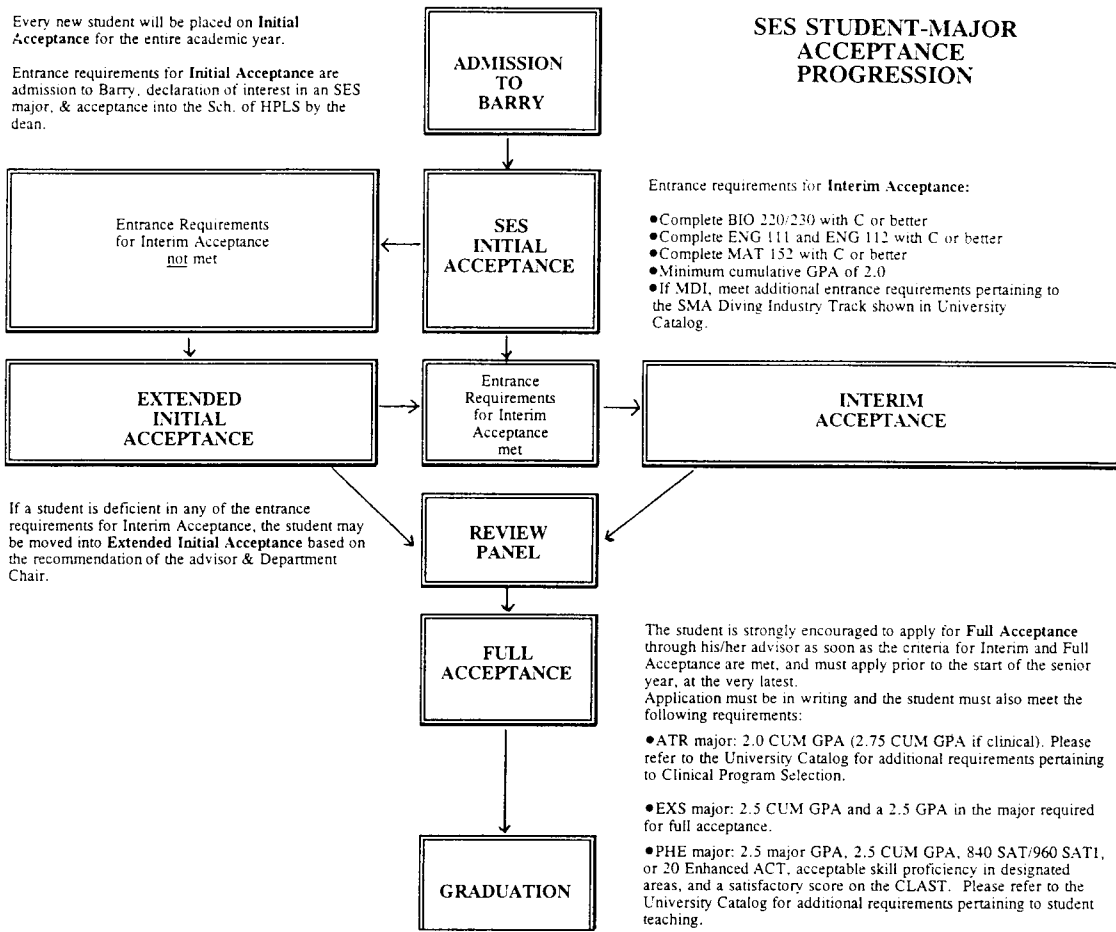 Every new student will be placed on Initial
Acceptance for the entire academic year.
Entrance requirements for Initial Acceptance are
admission to Barry, declaration of interest in an SES
major, & acceptance into the Sch. of HPLS by the
dean.
ADMISSION
TO
BARRY
SES STUDENT-MAJOR
ACCEPTANCE
PROGRESSION
Entrance Requirements
for Interim Acceptance
not met
SES
INITIAL
ACCEPTANCE
Entrance requirements for Interim Acceptance:
●Complete BIO 220/230 with C or better
●Complete ENG 111 and ENG 112 with C or better
●Complete MAT 152 with C or better
●Minimum cumulative GPA of 2.0
●If MDI, meet additional entrance requirements pertaining to
the SMA Diving Industry Track shown in University
Catalog.
EXTENDED
INITIAL
ACCEPTANCE
Entrance
Requirements
for Interim
Acceptance
met
INTERIM
ACCEPTANCE
If a student is deficient in any of the entrance
requirements for Interim Acceptance, the student may
be moved into Extended Initial Acceptance based on
the recommendation of the advisor & Department
Chair.
REVIEW
PANEL
FULL
ACCEPTANCE
The student is strongly encouraged to apply for Full Acceptance
through his/her advisor as soon as the criteria for Interim and Full
Acceptance are met, and must apply prior to the start of the senior
year, at the very latest.
Application must be in writing and the student must also meet the
following requirements:
●ATR major: 2.0 CUM GPA (2.75 CUM GPA if clinical). Please
refer to the University Catalog for additional requirements pertaining
to Clinical Program Selection.
●EXS major: 2.5 CUM GPA and a 2.5 GPA in the major required
for full acceptance.
●PHE major: 2.5 major GPA, 2.5 CUM GPA, 840 SAT/960 SAT1,
or 20 Enhanced ACT, acceptable skill proficiency in designated
areas, and a satisfactory score on the CLAST. Please refer to the
University Catalog for additional requirements pertaining to student
teaching.
GRADUATION